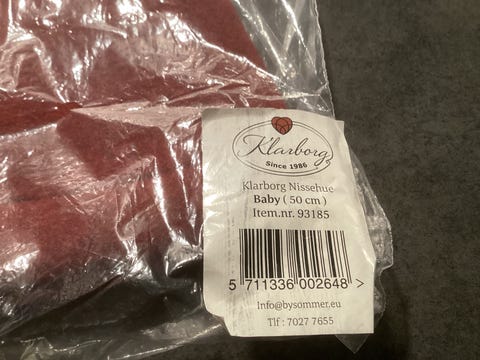 Klarborg
Since 1986
Klarborg Nissehue
Baby ( 50 cm )
Item.nr. 93185
5 711336 002648 >
Info@bysommer.eu
Tlf : 7027 7655